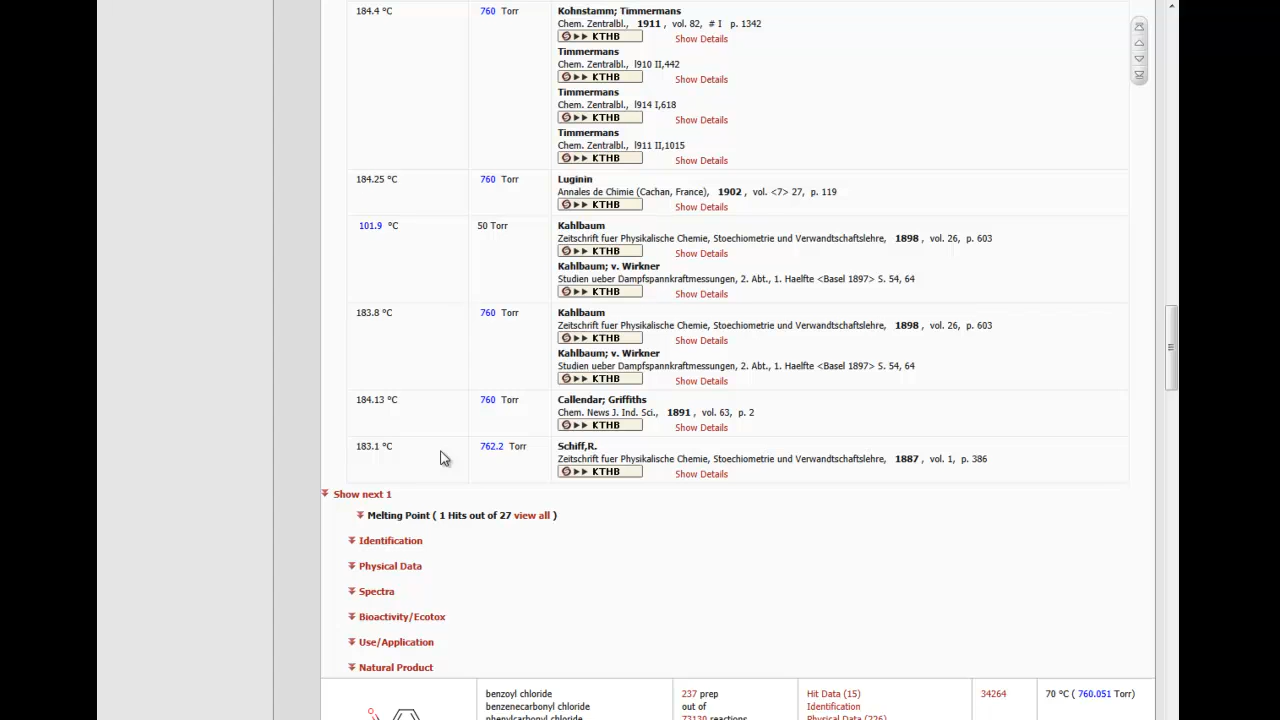 184.4 °C 760 Torr Kohnstamm; Timmermans
Chem. Zentralbl., 1911 , vol. 82, # I p. 1342
KTHB Show Details
Timmermans
Chem. Zentralbl., l910 II,442
KTHB Show Details
Timmermans
Chem. Zentralbl., l914 I,618
KTHB Show Details
Timmermans
Chem. Zentralbl., l911 II,1015
KTHB Show Details
184.25 °C 760 Torr Luginin
Annales de Chimie (Cachan, France), 1902 , vol. <7> 27, p. 119
KTHB Show Details
101.9 °C 50 Torr Kahlbaum
Zeitschrift fuer Physikalische Chemie, Stoechiometrie und Verwandtschaftslehre, 1898 , vol. 26, p. 603
KTHB Show Details
Kahlbaum; v. Wirkner
Studien ueber Dampfspannkraftmessungen, 2. Abt., 1. Haelfte <Basel 1897> S. 54, 64
KTHB Show Details
183.8 °C 760 Torr Kahlbaum
Zeitschrift fuer Physikalische Chemie, Stoechiometrie und Verwandtschaftslehre, 1898 , vol. 26, p. 603
KTHB Show Details
Kahlbaum; v. Wirkner
Studien ueber Dampfspannkraftmessungen, 2. Abt., 1. Haelfte <Basel 1897> S. 54, 64
KTHB Show Details
184.13 °C 760 Torr Callendar; Griffiths
Chem. News J. Ind. Sci., 1891 , vol. 63, p. 2
KTHB Show Details
183.1 °C 762.2 Torr Schiff,R.
Zeitschrift fuer Physikalische Chemie, Stoechiometrie und Verwandtschaftslehre, 1887 , vol. 1, p. 386
KTHB Show Details
Show next 1
Melting Point ( 1 Hits out of 27 view all )
Identification
Physical Data
Spectra
Bioactivity/Ecotox
Use/Application
Natural Product
benzoyl chloride 237 prep Hit Data (15) 34264 70 °C ( 760.051 Torr)
benzenecarbonyl chloride out of Identification
phenylcarbonyl chloride 73130 reactions Physical Data (226)